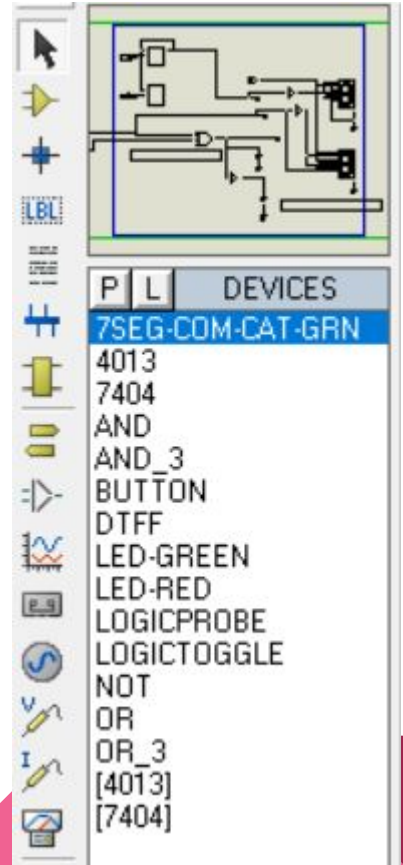 LBL
P L DEVICES
7SEG-COM-CAT-GRN
4013
7404
AND
AND_3
BUTTON
DTFF
LED-GREEN
LED-RED
LOGICPROBE
LOGICTOGGLE
NOT
OR
OR_3
[4013]
[7404]
V
I